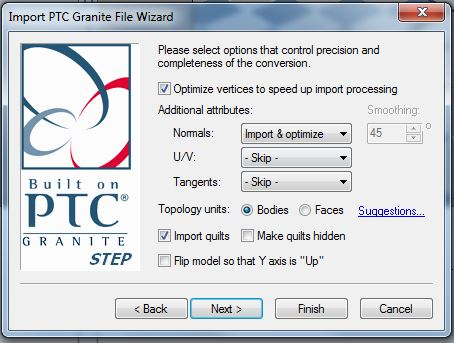 Import PTC Granite File Wizard
Please select options that control precision and
completeness of the conversion.
Optimize vertices to speed up import processing
Additional attributes:
Smoothing:
Normals:
Import & optimize
45
o
U/V:
- Skip -
Tangents:
- Skip -
Topology units:
Bodies
Faces
Suggestions...
Import quilts
Make quilts hidden
Flip model so that Y axis is "Up"
Built on
PTC®
GRANITE
STEP
< Back
Next >
Finish
Cancel